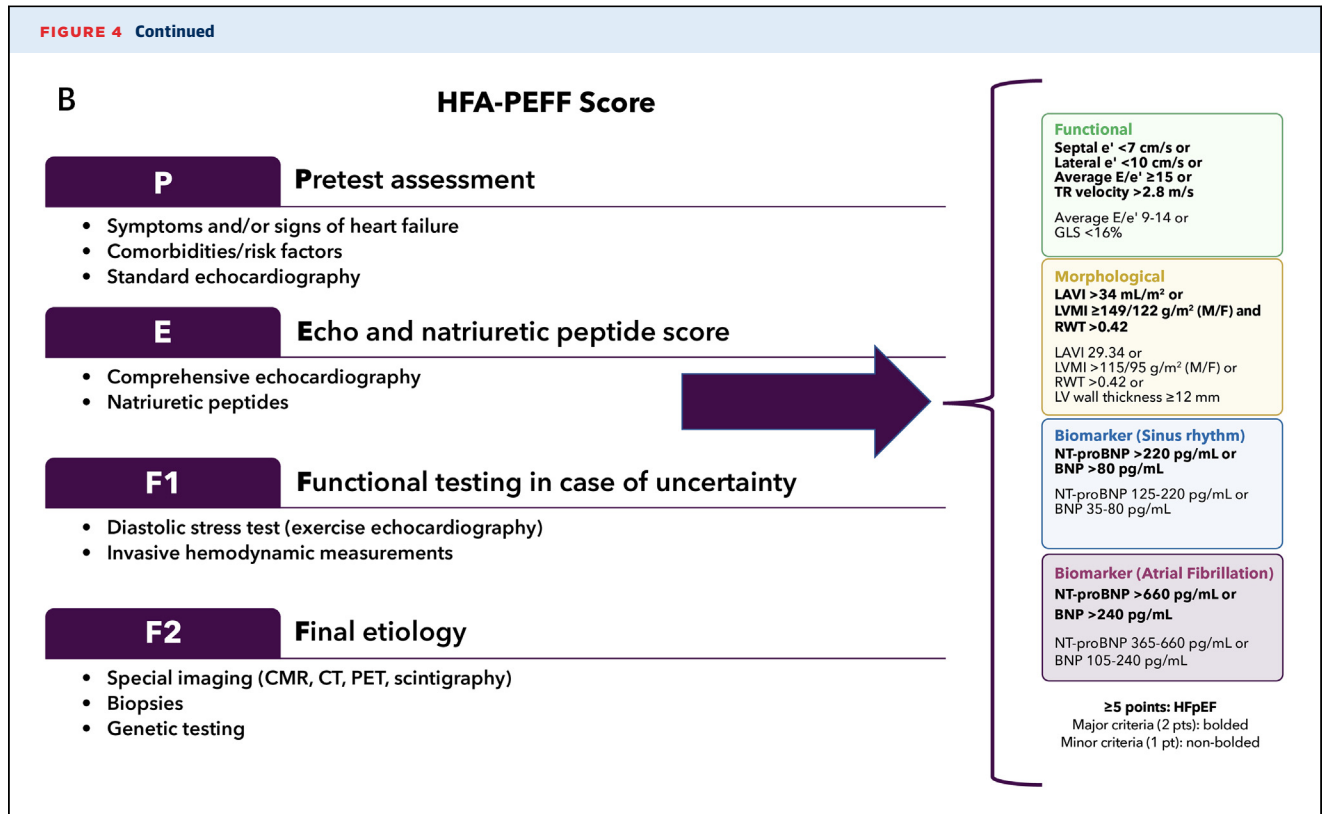 FIGURE 4 Continued
B
HFA-PEFF Score
P
Pretest assessment
• Symptoms and/or signs of heart failure
• Comorbidities/risk factors
• Standard echocardiography
E
Echo and natriuretic peptide score
• Comprehensive echocardiography
• Natriuretic peptides
F1
Functional testing in case of uncertainty
• Diastolic stress test (exercise echocardiography)
• Invasive hemodynamic measurements
F2
Final etiology
• Special imaging (CMR, CT, PET, scintigraphy)
• Biopsies
• Genetic testing
Functional
Septal e' <7 cm/s or
Lateral e' <10 cm/s or
Average E/e' ≥15 or
TR velocity >2.8 m/s
Average E/e' 9-14 or
GLS <16%
Morphological
LAVI >34 mL/m² or
LVMI ≥149/122 g/m² (M/F) and
RWT >0.42
LAVI 29.34 or
LVMI >115/95 g/m² (M/F) or
RWT >0.42 or
LV wall thickness ≥12 mm
Biomarker (Sinus rhythm)
NT-proBNP >220 pg/mL or
BNP >80 pg/mL
NT-proBNP 125-220 pg/mL or
BNP 35-80 pg/mL
Biomarker (Atrial Fibrillation)
NT-proBNP >660 pg/mL or
BNP >240 pg/mL
NT-proBNP 365-660 pg/mL or
BNP 105-240 pg/mL
≥5 points: HFpEF
Major criteria (2 pts): bolded
Minor criteria (1 pt): non-bolded